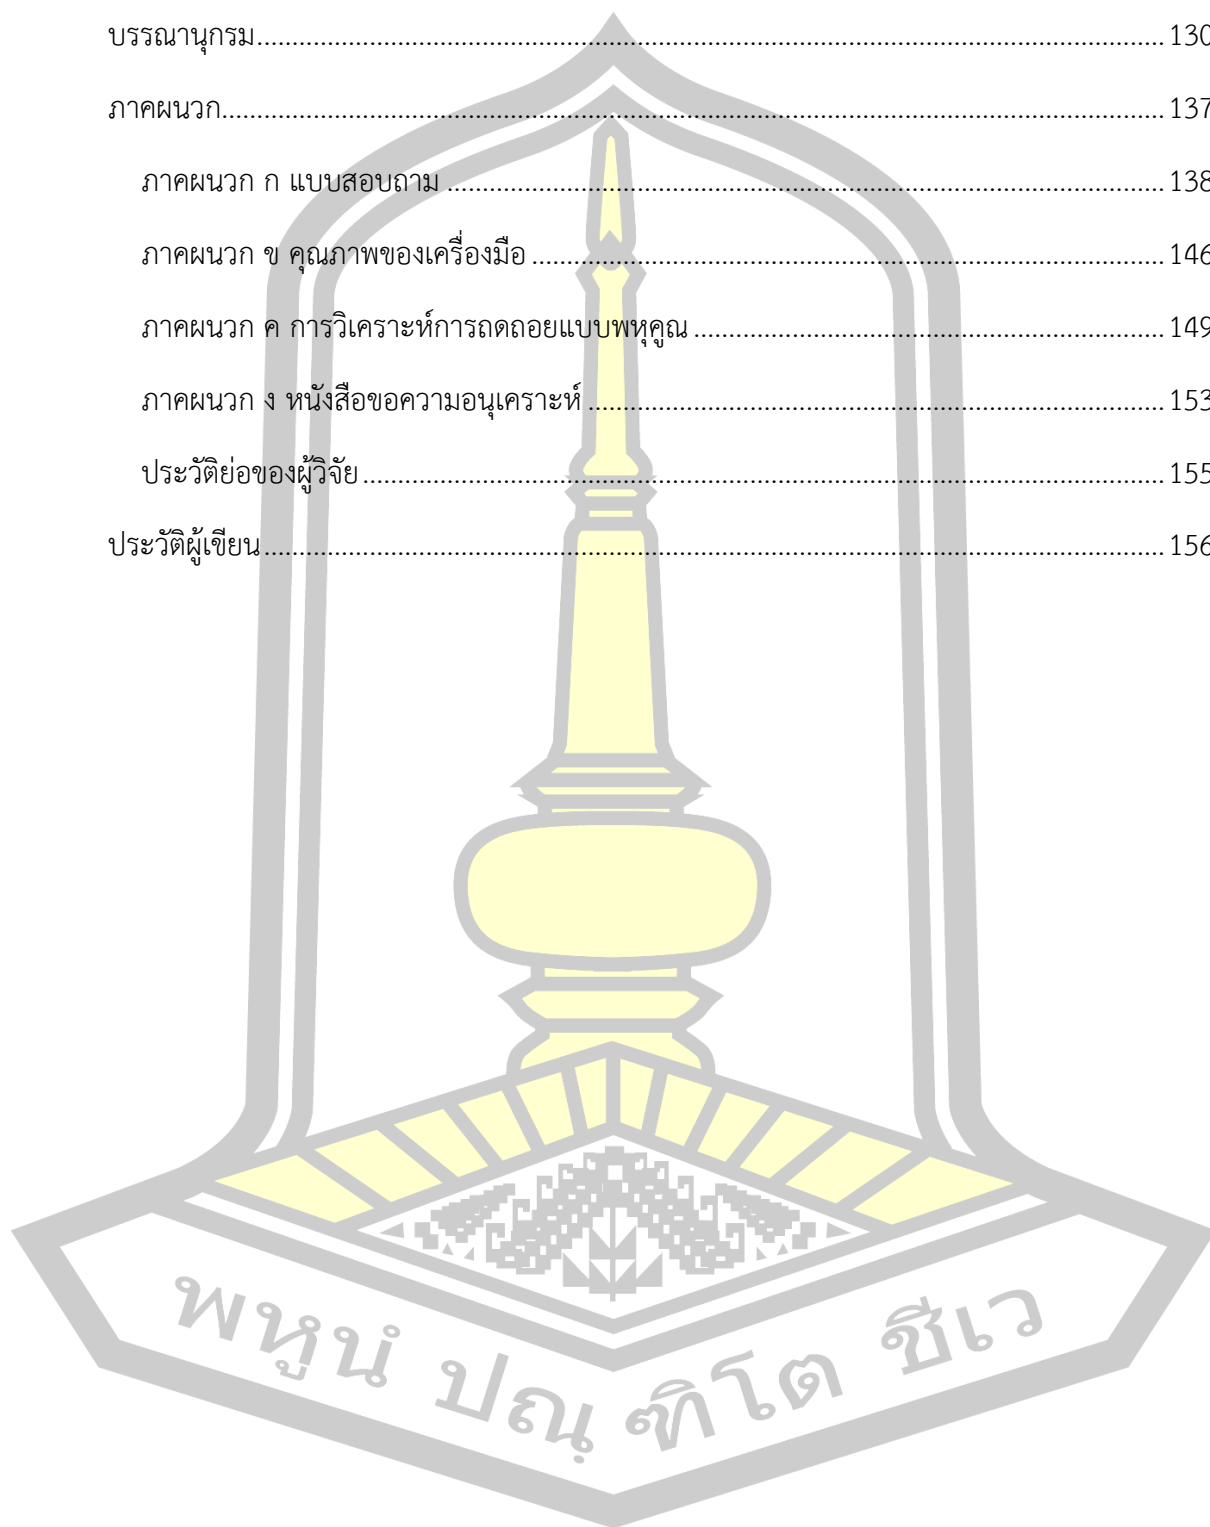 บรรณานุกรม.................................................................................................................. 130
ภาคผนวก....................................................................................................................... 137
ภาคผนวก ก แบบสอบถาม .......................................................................................... 138
ภาคผนวก ข คุณภาพของเครื่องมือ ................................................................................ 146
ภาคผนวก ค การวิเคราะห์การถดถอยแบบพหุคูณ ........................................................... 149
ภาคผนวก ง หนังสือขอความอนุเคราะห์ ......................................................................... 153
ประวัติย่อของผู้วิจัย ..................................................................................................... 155
ประวัติผู้เขียน.................................................................................................................. 156
พหูนํ ปณฺฑิโต ชีเว